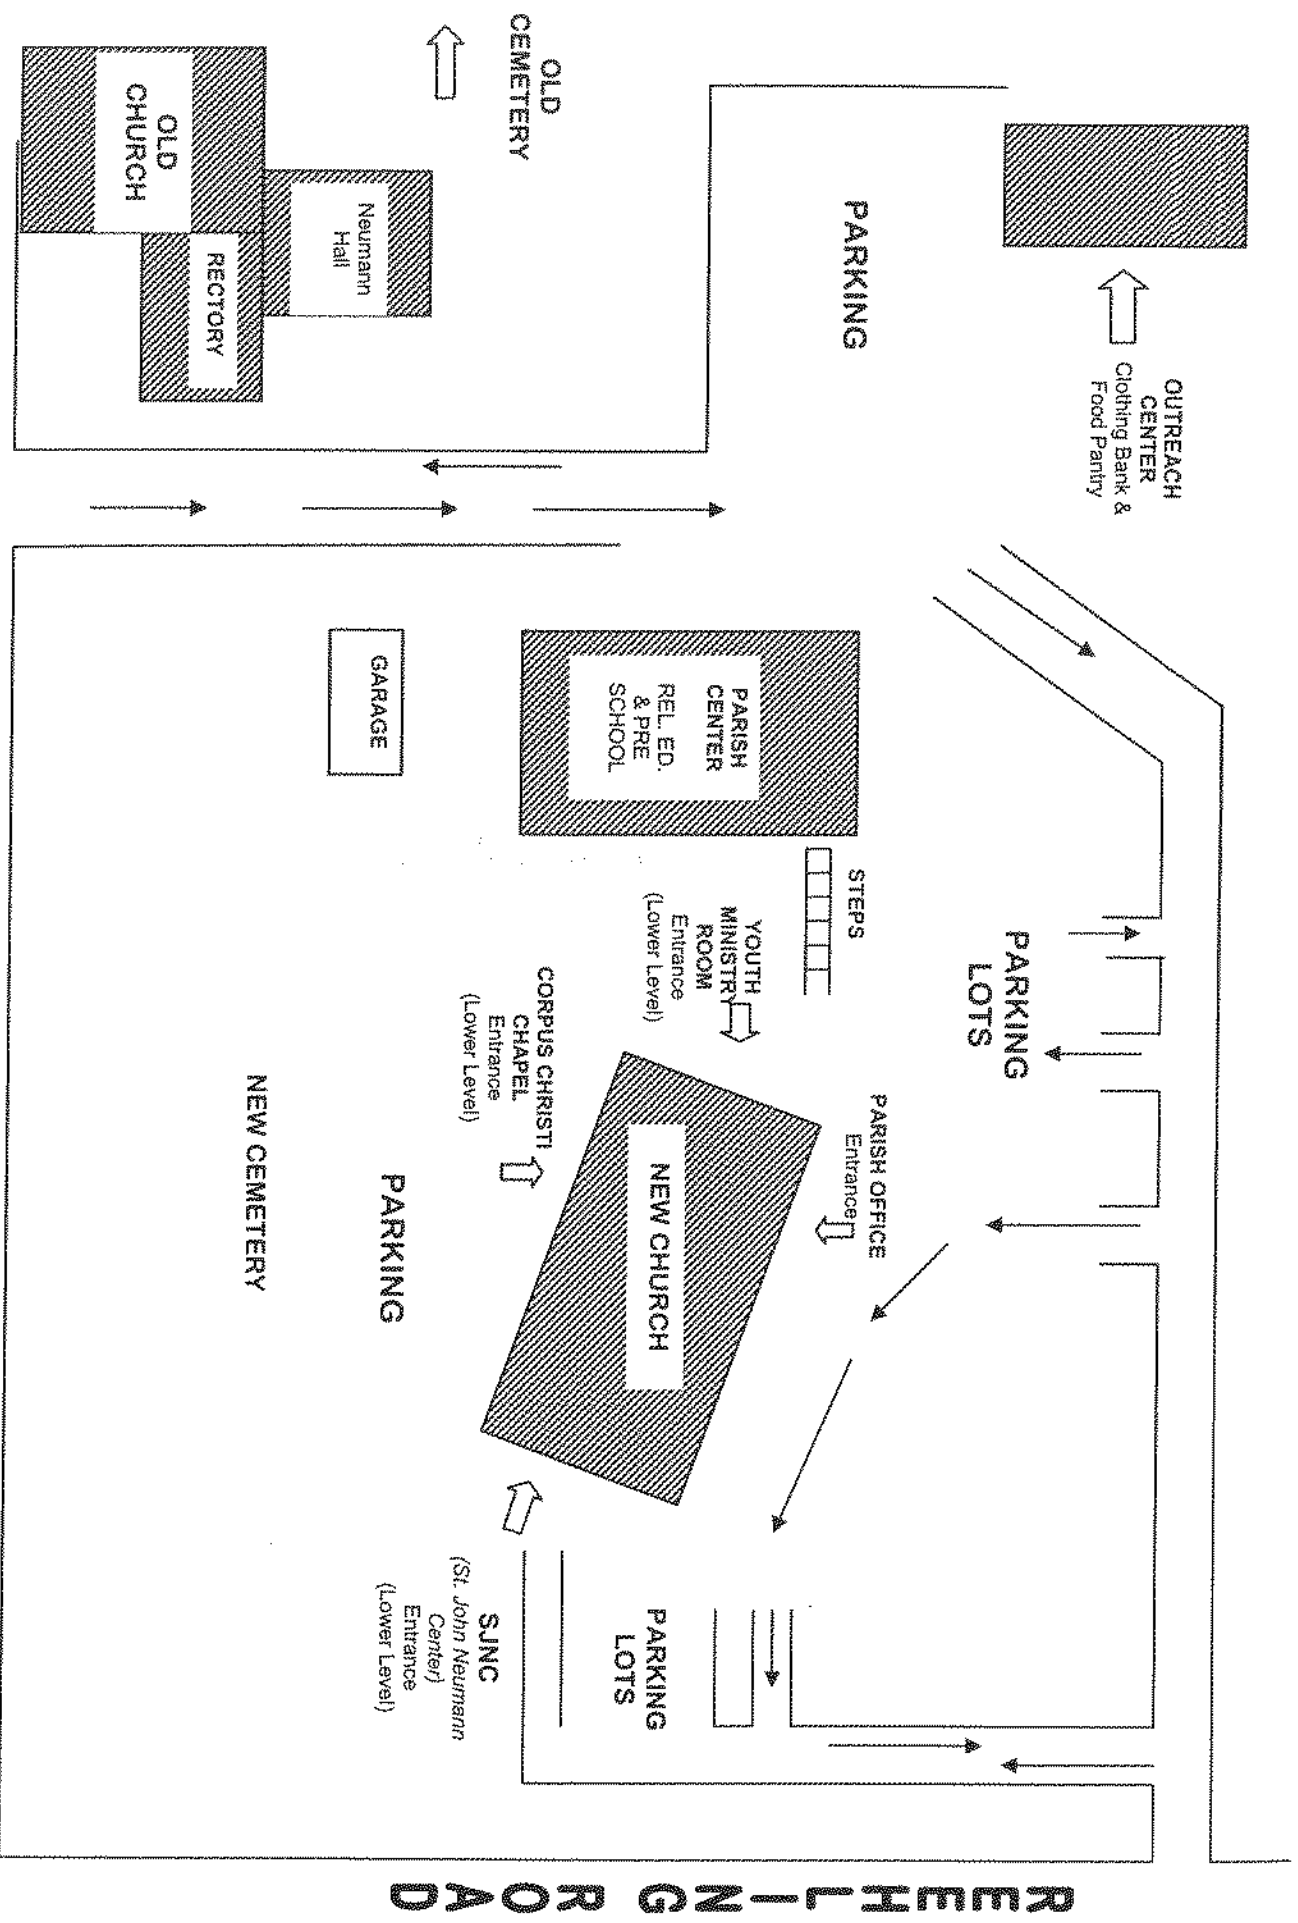 OUTREACH
CENTER
Clothing Bank &
Food Pantry
PARKING
PARKING
LOTS
STEPS
PARISH OFFICE
Entrance
YOUTH
MINISTRY
ROOM
Entrance
(Lower Level)
PARISH
CENTER
REL. ED.
& PRE
SCHOOL
NEW CHURCH
PARKING
LOTS
REEHLING ROAD
OLD
CEMETERY
CORPUS CHRISTI
CHAPEL
Entrance
(Lower Level)
SJNC
(St. John Neumann
Center)
Entrance
(Lower Level)
Neumann
Hall
GARAGE
PARKING
RECTORY
NEW CEMETERY
OLD
CHURCH